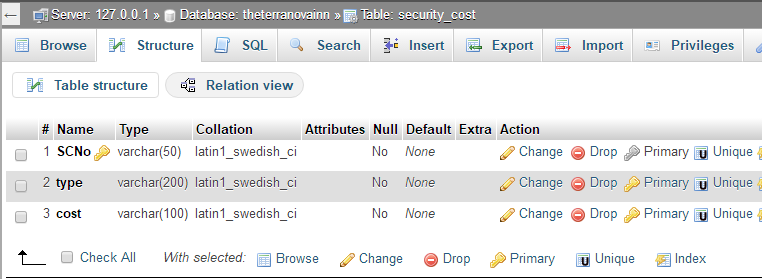 Server: 127.0.0.1 » Database: theterranovainn » Table: security_cost
Browse Structure SQL Search Insert Export Import Privileges
Table structure Relation view
# Name Type Collation Attributes Null Default Extra Action
1 SCNo varchar(50) latin1_swedish_ci No None Change Drop Primary Unique
2 type varchar(200) latin1_swedish_ci No None Change Drop Primary Unique
3 cost varchar(100) latin1_swedish_ci No None Change Drop Primary Unique
Check All With selected: Browse Change Drop Primary Unique Index